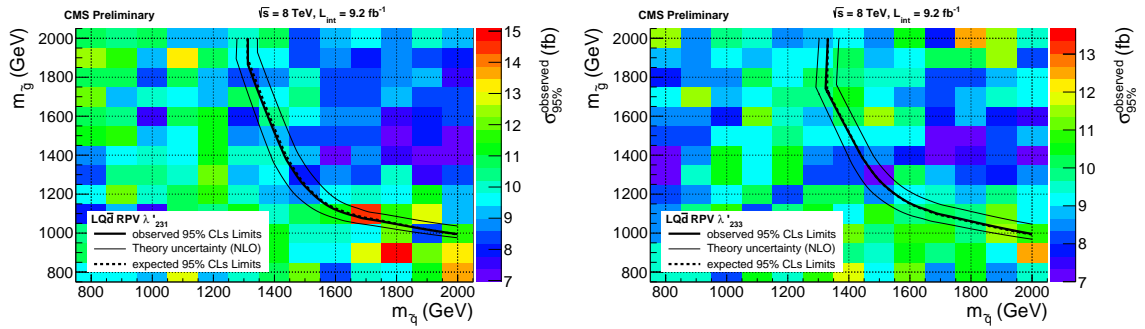 CMS Preliminary
√s = 8 TeV, L_int = 9.2 fb⁻¹
m_g̃ (GeV)
2000
1800
1600
1400
1200
1000
800
LQd̄ RPV λ'_231
observed 95% CLs Limits
Theory uncertainty (NLO)
expected 95% CLs Limits
800 1000 1200 1400 1600 1800 2000
m_q̃ (GeV)
15
14
13
12
11
10
9
8
7
σ^observed_95% (fb)
CMS Preliminary
√s = 8 TeV, L_int = 9.2 fb⁻¹
m_g̃ (GeV)
2000
1800
1600
1400
1200
1000
800
LQd̄ RPV λ'_233
observed 95% CLs Limits
Theory uncertainty (NLO)
expected 95% CLs Limits
800 1000 1200 1400 1600 1800 2000
m_q̃ (GeV)
13
12
11
10
9
8
7
σ^observed_95% (fb)